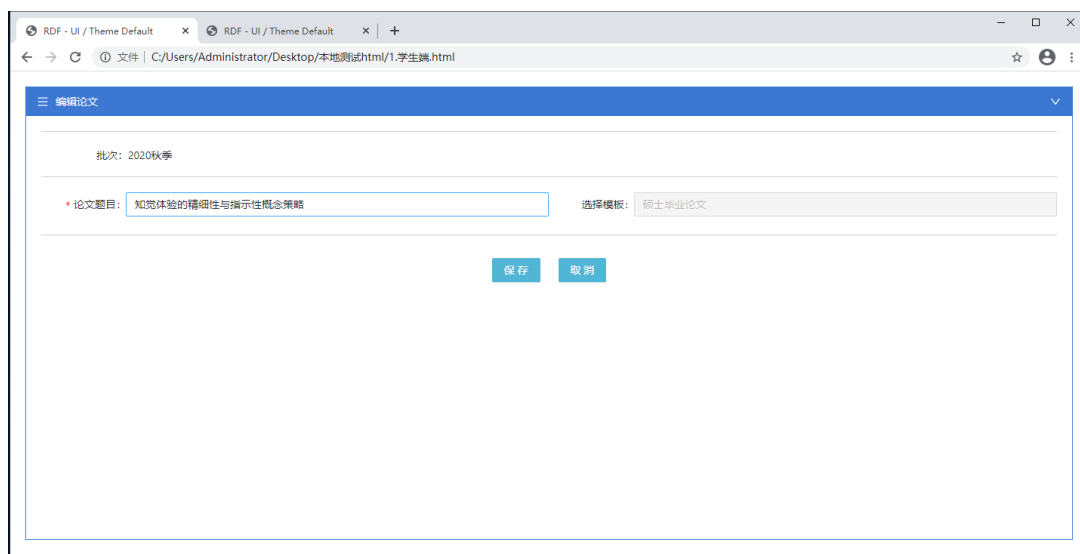 RDF - UI / Theme Default
RDF - UI / Theme Default
文件 C:/Users/Administrator/Desktop/本地测试html/1.学生端.html
编辑论文
批次: 2020秋季
* 论文题目: 知觉体验的精细性与指示性概念策略 选择模板: 硕士毕业论文
保存 取消